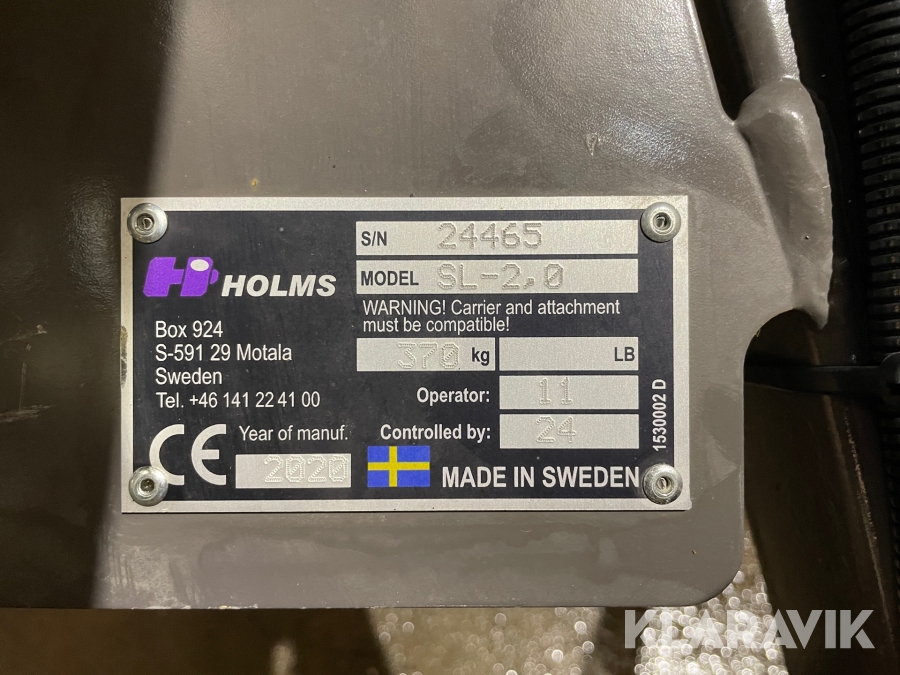 HOLMS
Box 924
S-591 29 Motala
Sweden
Tel. +46 141 22 41 00
CE
Year of manuf. 2020
S/N 24465
MODEL SL-2,0
WARNING! Carrier and attachment
must be compatible!
370 kg LB
Operator: 11
Controlled by: 24
MADE IN SWEDEN
1530002 D
KLARAVIK